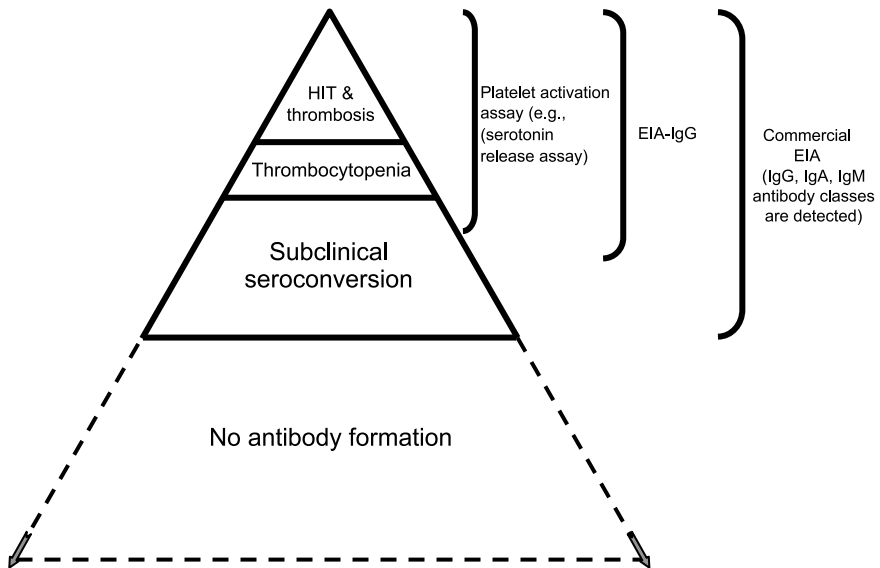 HIT &
thrombosis
Thrombocytopenia
Subclinical
seroconversion
No antibody formation
Platelet activation
assay (e.g.,
(serotonin
release assay)
EIA-IgG
Commercial
EIA
(IgG, IgA, IgM
antibody classes
are detected)